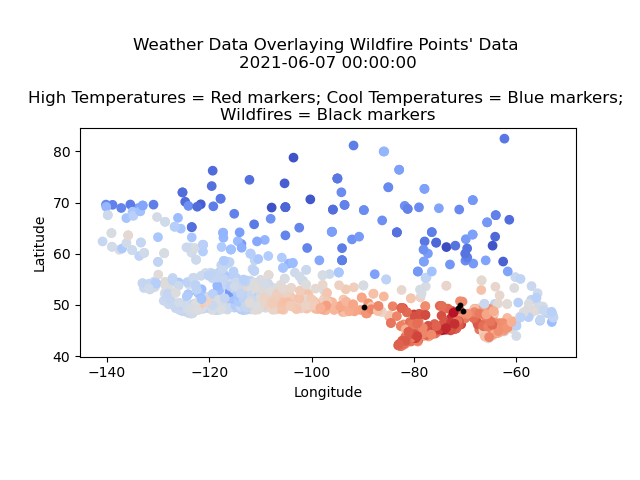 Weather Data Overlaying Wildfire Points' Data
2021-06-07 00:00:00
High Temperatures = Red markers; Cool Temperatures = Blue markers;
Wildfires = Black markers
80
70
60
50
40
Latitude
−140 −120 −100 −80 −60
Longitude